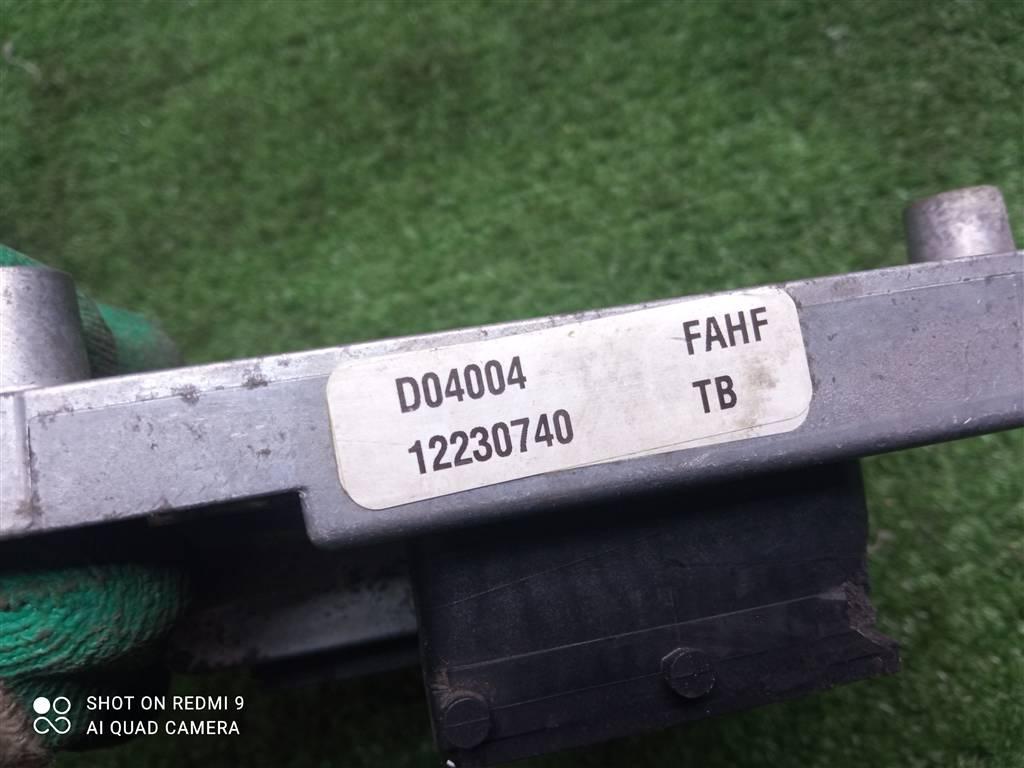 D04004 FAHF
12230740 TB
SHOT ON REDMI 9
AI QUAD CAMERA